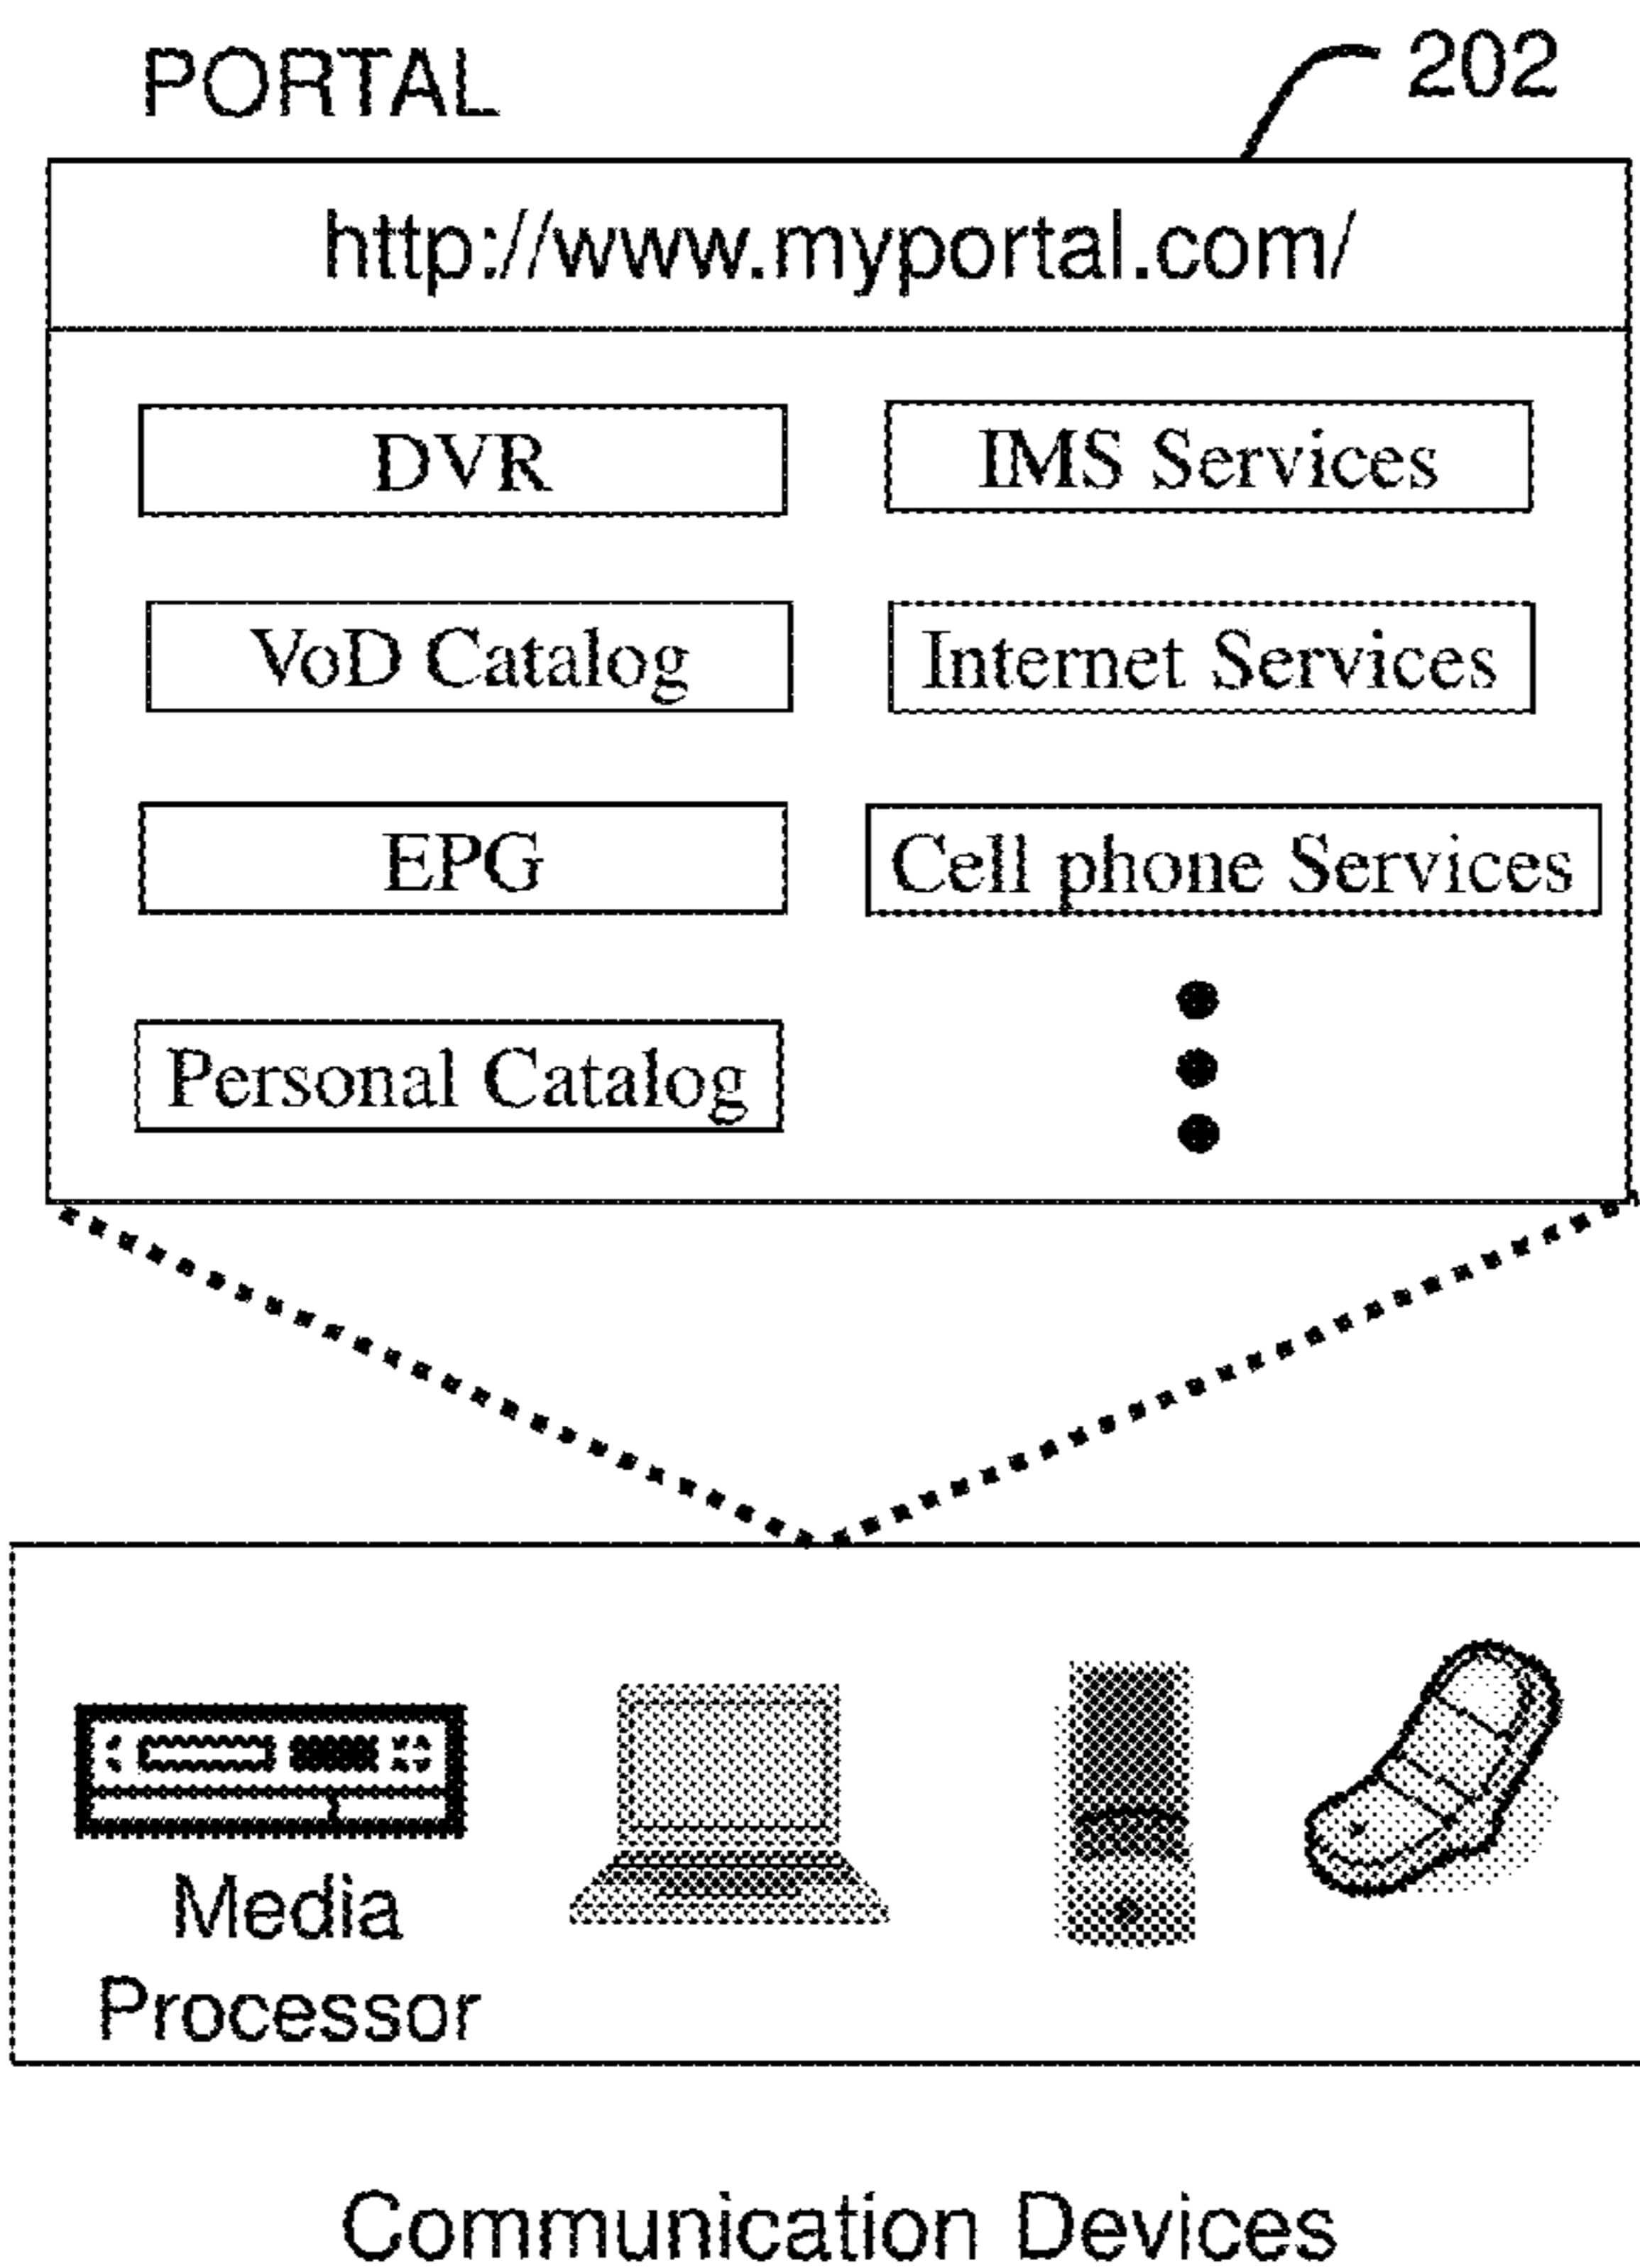 PORTAL
202
http://www.myportal.com/
DVR
IMS Services
VoD Catalog
Internet Services
EPG
Cell phone Services
Personal Catalog
Media
Processor
Communication Devices